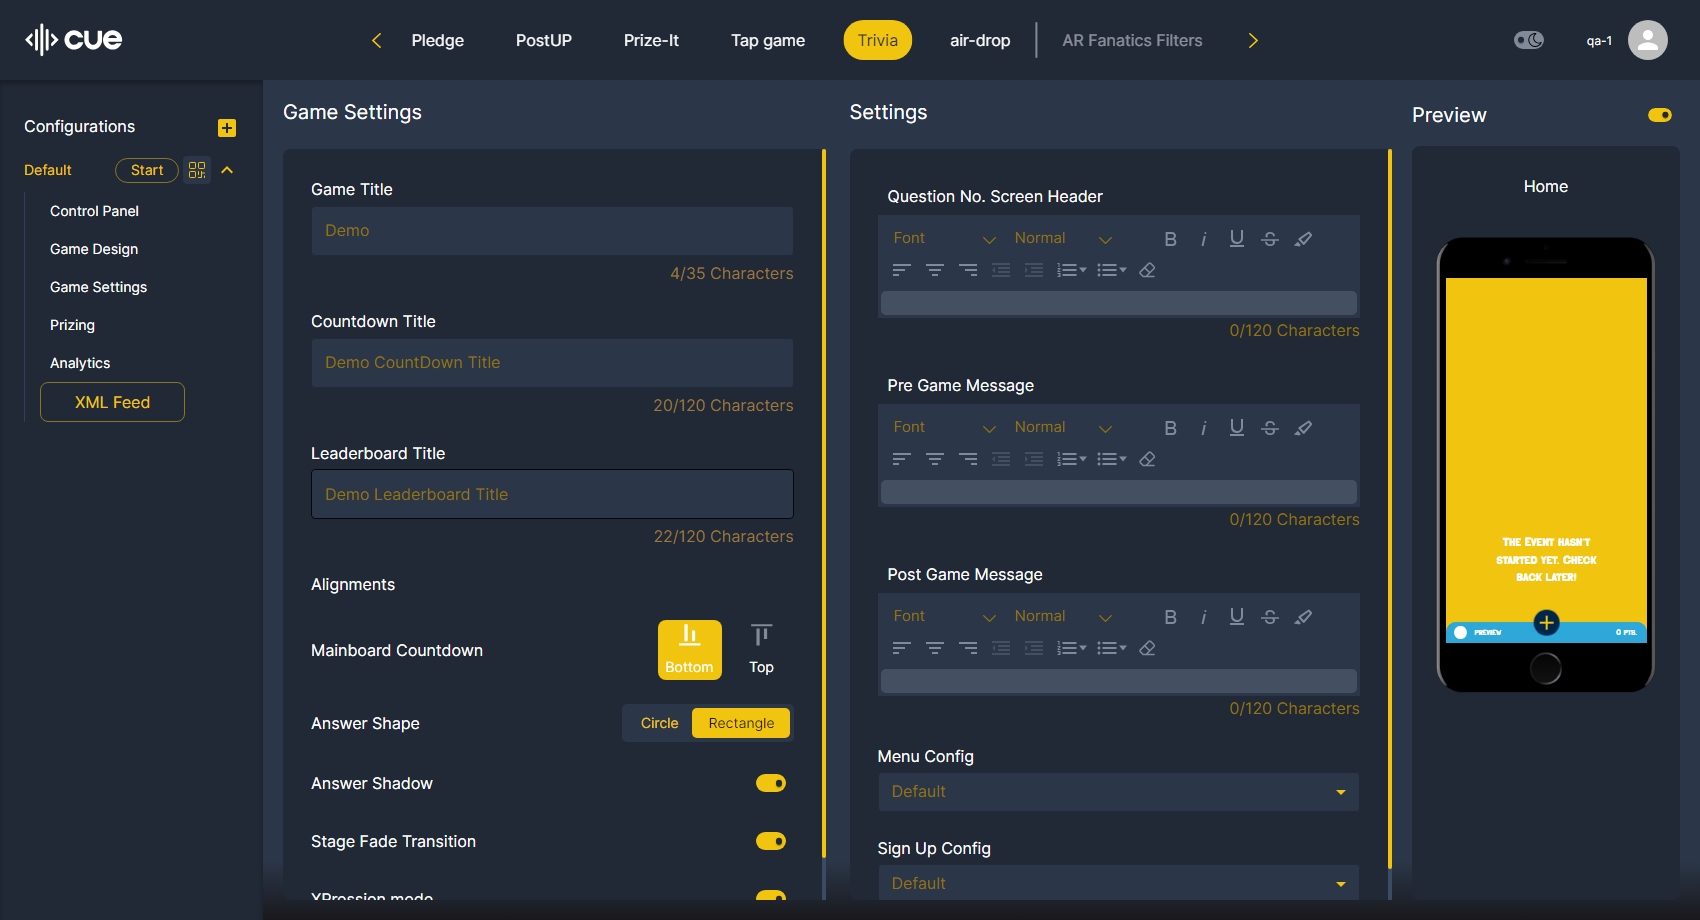 cue
Pledge
PostUP
Prize-It
Tap game
Trivia
air-drop
AR Fanatics Filters
qa-1
Configurations
Default
Start
Control Panel
Game Design
Game Settings
Prizing
Analytics
XML Feed
Game Settings
Game Title
Demo
4/35 Characters
Countdown Title
Demo CountDown Title
20/120 Characters
Leaderboard Title
Demo Leaderboard Title
22/120 Characters
Alignments
Mainboard Countdown
Bottom
Top
Answer Shape
Circle
Rectangle
Answer Shadow
Stage Fade Transition
XPression mode
Settings
Question No. Screen Header
Font
Normal
B i U S
0/120 Characters
Pre Game Message
Font
Normal
B i U S
0/120 Characters
Post Game Message
Font
Normal
B i U S
0/120 Characters
Menu Config
Default
Sign Up Config
Default
Preview
Home
The Event hasn't
started yet. Check
back later!
PREVIEW
0 PTS.